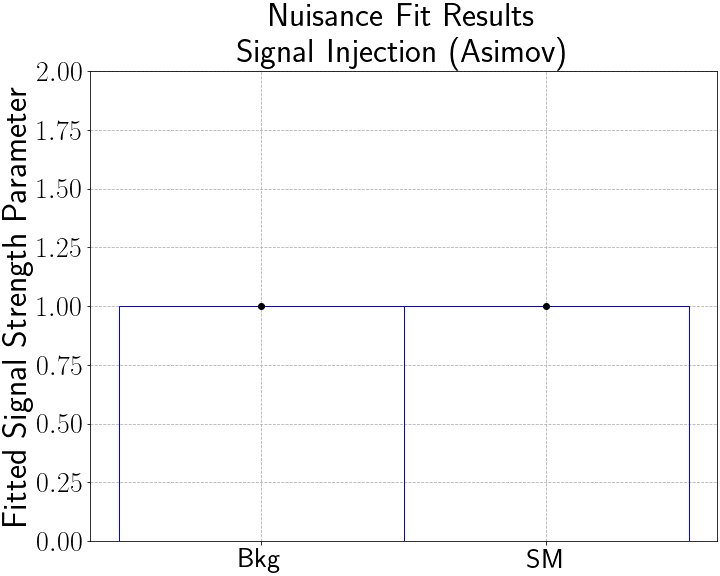 Nuisance Fit Results
Signal Injection (Asimov)
Fitted Signal Strength Parameter
2.00
1.75
1.50
1.25
1.00
0.75
0.50
0.25
0.00
Bkg
SM